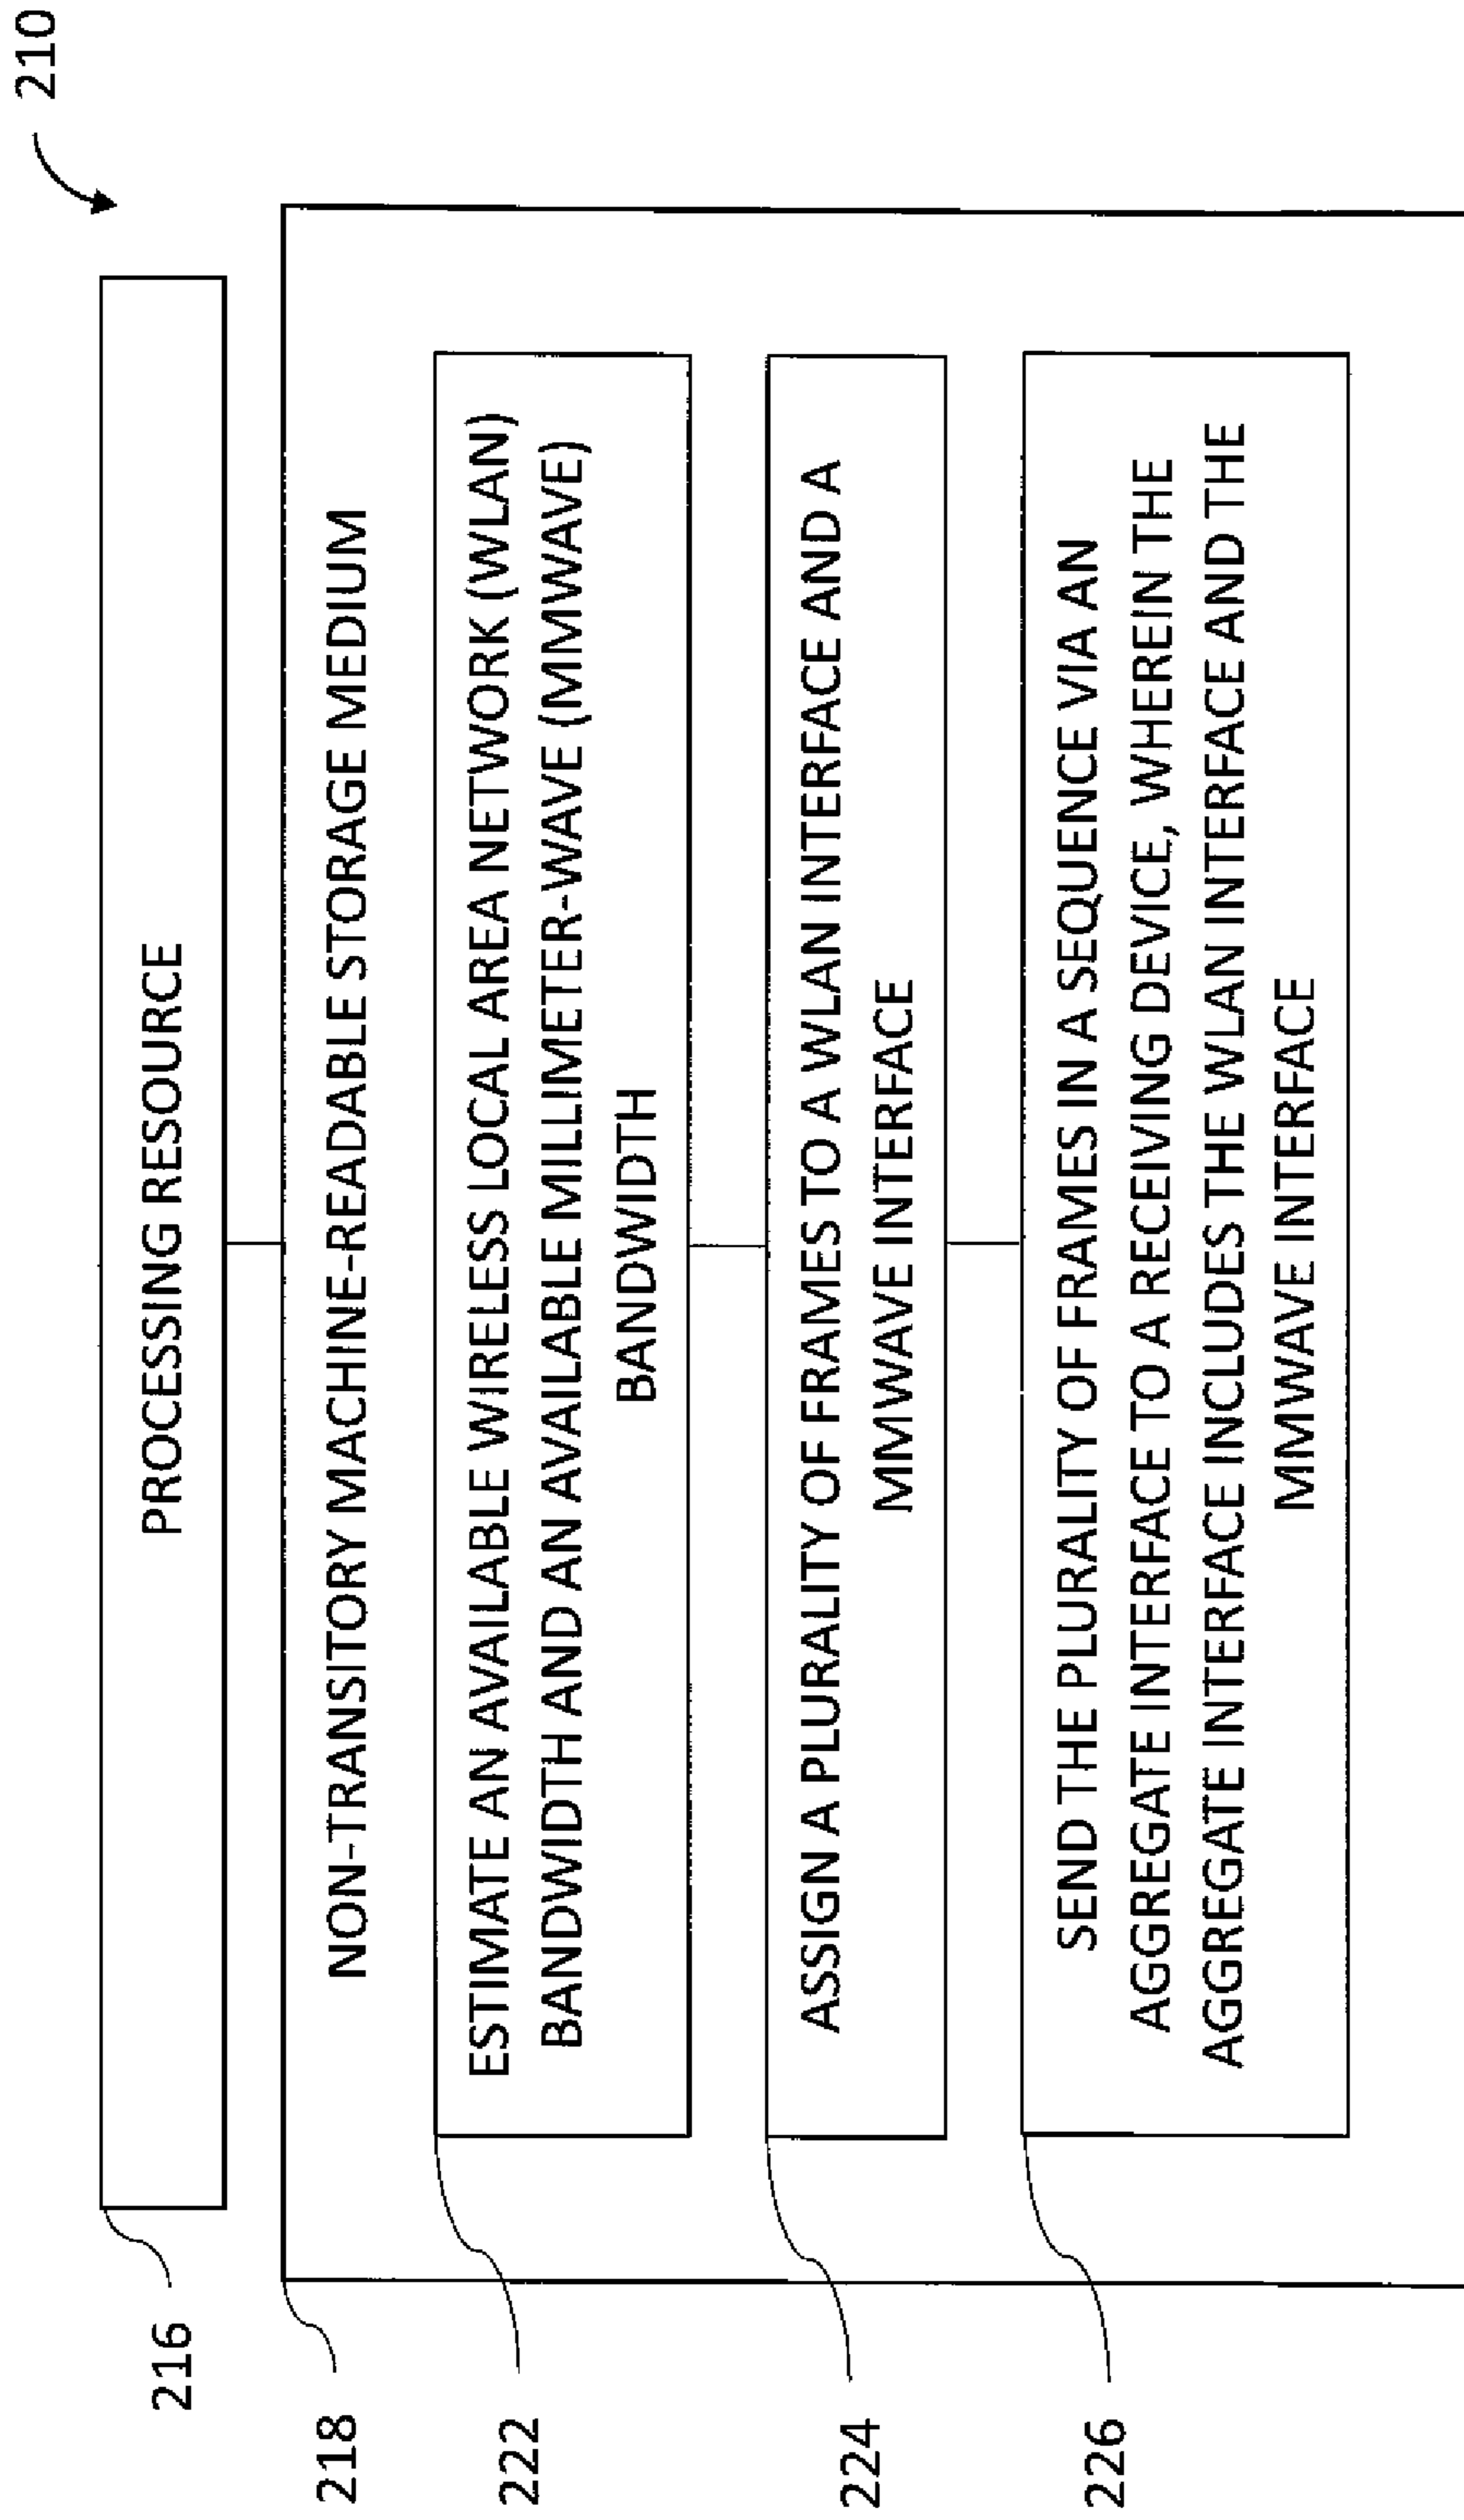 210
216
PROCESSING RESOURCE
218
NON-TRANSITORY MACHINE-READABLE STORAGE MEDIUM
222
ESTIMATE AN AVAILABLE WIRELESS LOCAL AREA NETWORK (WLAN)
BANDWIDTH AND AN AVAILABLE MILLIMETER-WAVE (MMWAVE)
BANDWIDTH
224
ASSIGN A PLURALITY OF FRAMES TO A WLAN INTERFACE AND A
MMWAVE INTERFACE
226
SEND THE PLURALITY OF FRAMES IN A SEQUENCE VIA AN
AGGREGATE INTERFACE TO A RECEIVING DEVICE, WHEREIN THE
AGGREGATE INTERFACE INCLUDES THE WLAN INTERFACE AND THE
MMWAVE INTERFACE